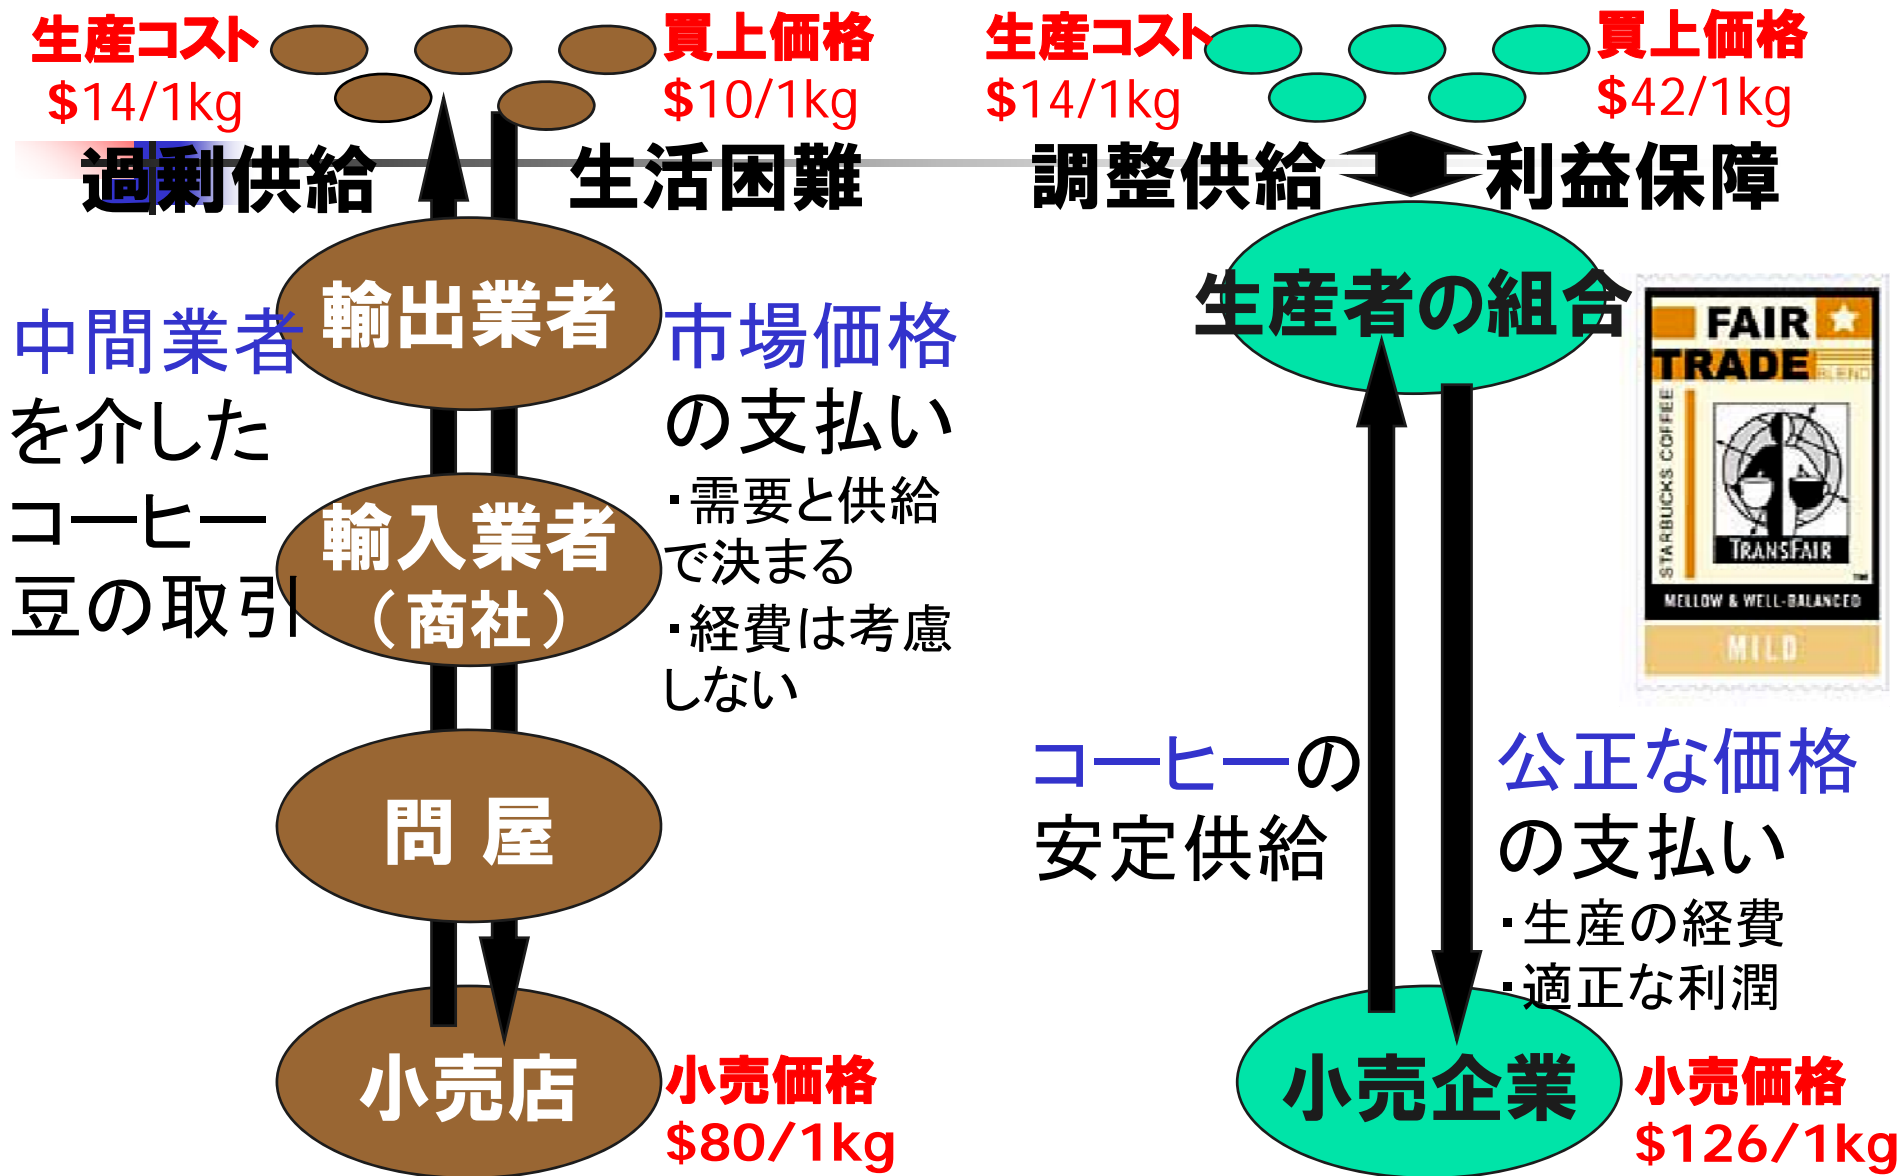 生産コスト
$14/1kg
買上価格
$10/1kg
過剰供給
生活困難
輸出業者
中間業者
を介した
コーヒー
豆の取引
市場価格
の支払い
・需要と供給
で決まる
・経費は考慮
しない
輸入業者
（商社）
問屋
小売店
小売価格
$80/1kg
生産コスト
$14/1kg
買上価格
$42/1kg
調整供給
利益保障
生産者の組合
FAIR
TRADE
BLEND
STARBUCKS COFFEE
TRANSFAIR
TM
MELLOW & WELL-BALANCED
MILD
コーヒーの
安定供給
公正な価格
の支払い
・生産の経費
・適正な利潤
小売企業
小売価格
$126/1kg